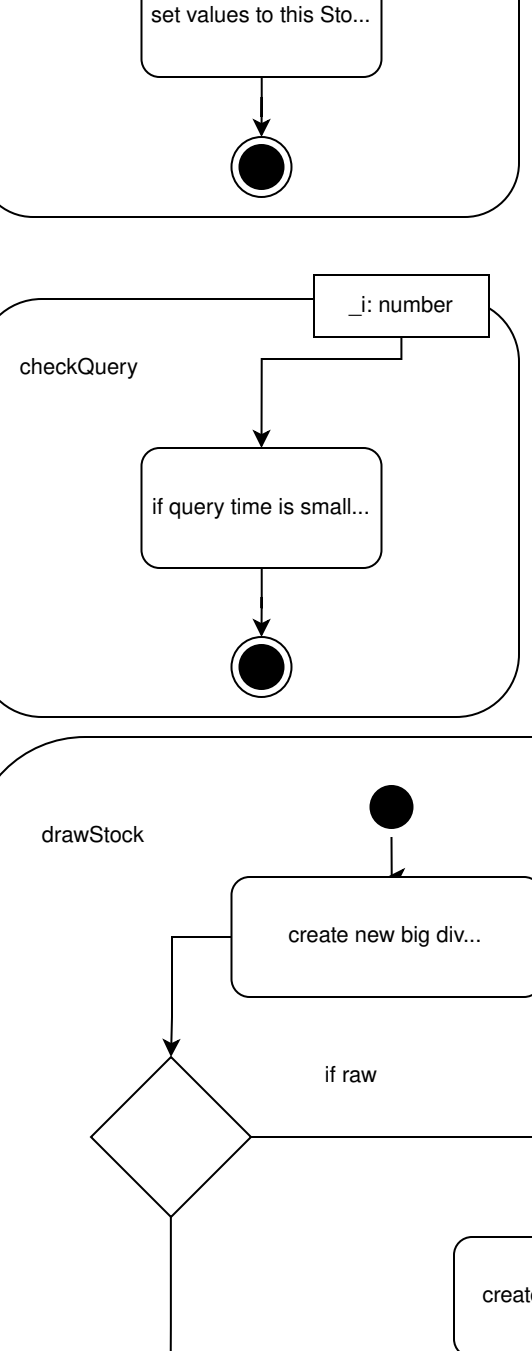 set values to this Sto...
_i: number
checkQuery
if query time is small...
drawStock
create new big div...
if raw